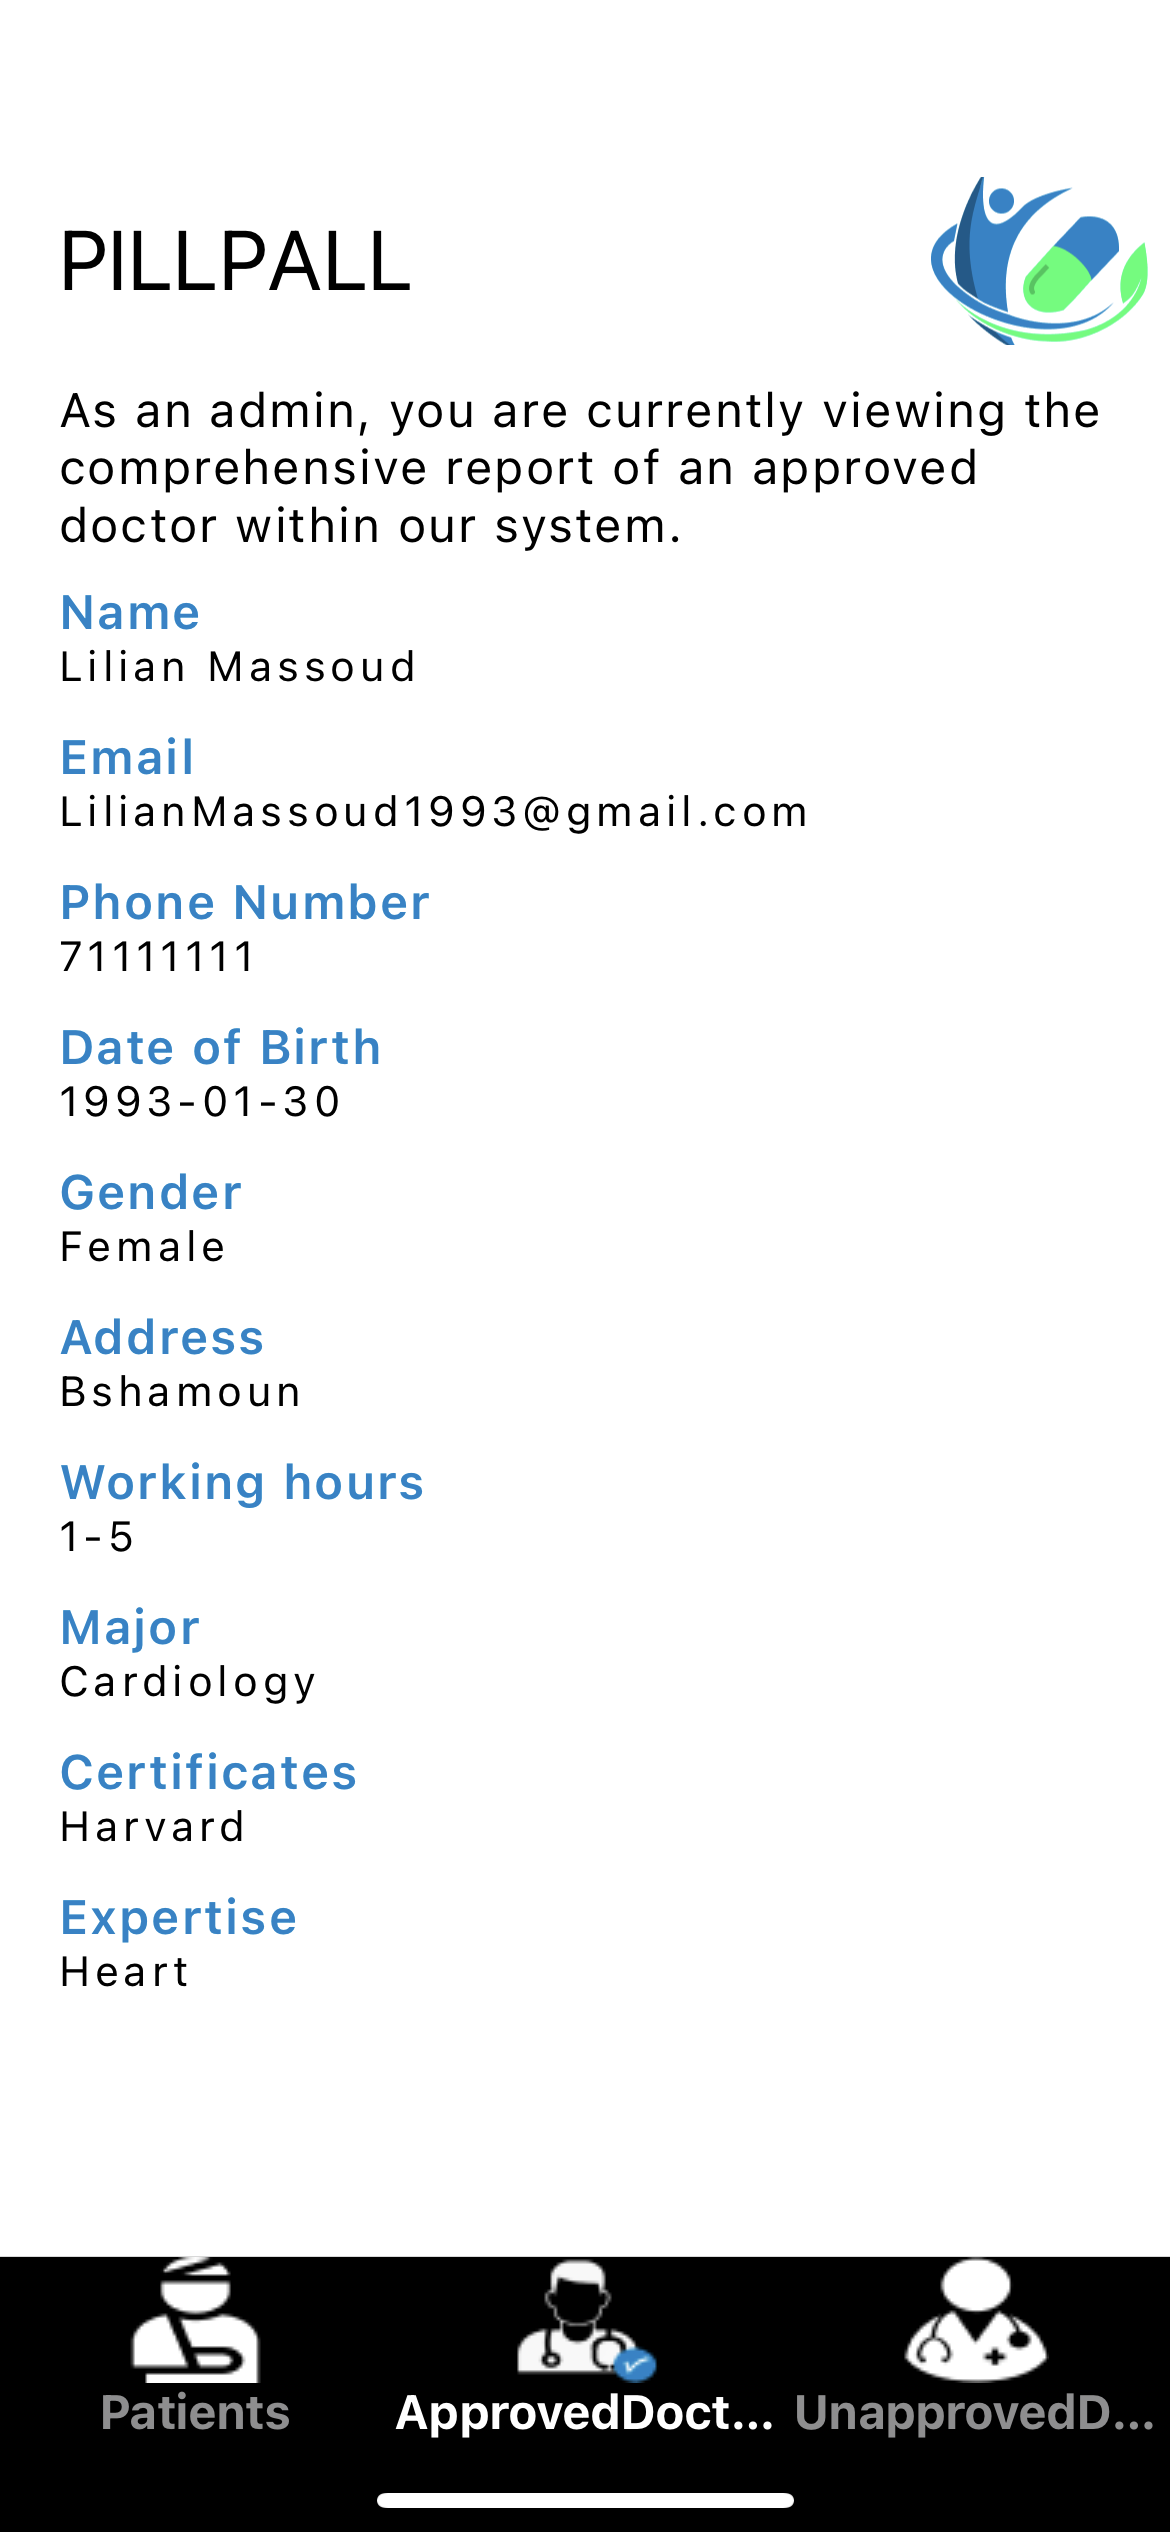 PILLPALL
As an admin, you are currently viewing the
comprehensive report of an approved
doctor within our system.
Name
Lilian Massoud
Email
LilianMassoud1993@gmail.com
Phone Number
71111111
Date of Birth
1993-01-30
Gender
Female
Address
Bshamoun
Working hours
1-5
Major
Cardiology
Certificates
Harvard
Expertise
Heart
Patients ApprovedDoct... UnapprovedD...